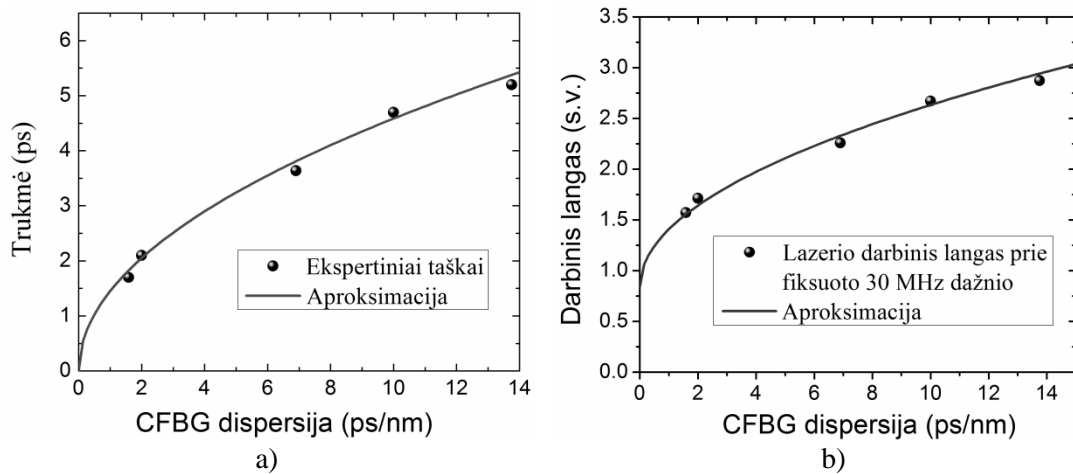 6
5
4
3
2
1
0
Trukmė (ps)
Ekspertiniai taškai
Aproksimacija
0 2 4 6 8 10 12 14
CFBG dispersija (ps/nm)
a)
3.5
3.0
2.5
2.0
1.5
1.0
0.5
0.0
Darbinis langas (s.v.)
Lazerio darbinis langas prie
fiksuoto 30 MHz dažnio
Aproksimacija
0 2 4 6 8 10 12 14
CFBG dispersija (ps/nm)
b)